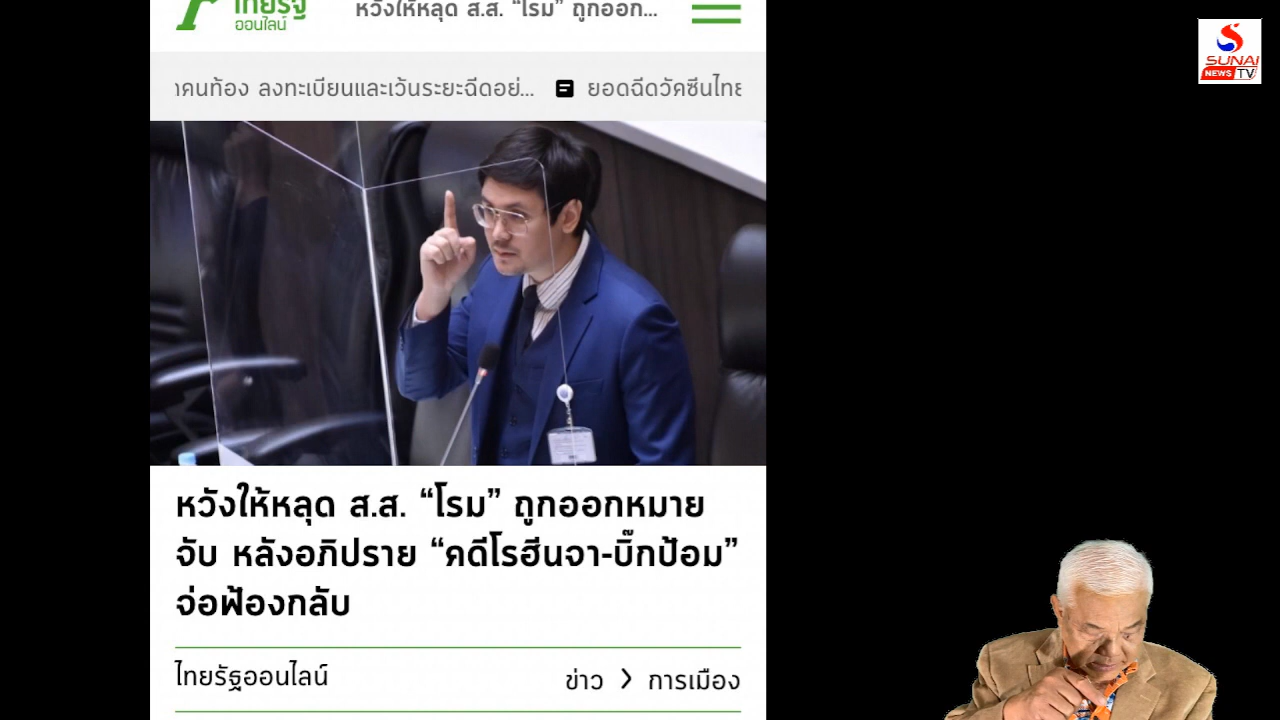 ไทยรัฐ
ออนไลน์
หวังให้หลุด ส.ส. “โรม” ถูกออก...
าคนท้อง ลงทะเบียนและเว้นระยะฉีดอย่... ยอดฉีดวัคซีนไทย
หวังให้หลุด ส.ส. “โรม” ถูกออกหมาย
จับ หลังอภิปราย “คดีโรฮีนจา-บิ๊กป้อม”
จ่อฟ้องกลับ
ไทยรัฐออนไลน์
ข่าว > การเมือง
SUNAI
NEWS TV